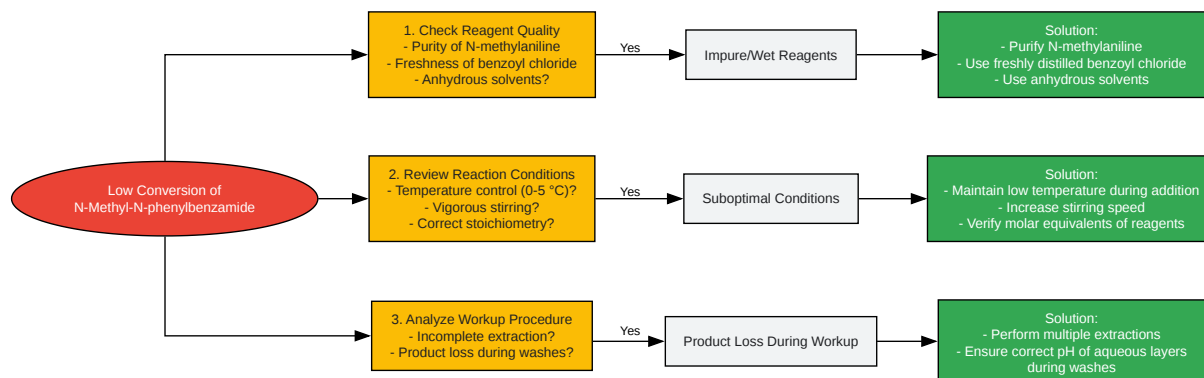 1. Check Reagent Quality
- Purity of N-methylaniline
- Freshness of benzoyl chloride
- Anhydrous solvents?
Yes
Impure/Wet Reagents
Solution:
- Purify N-methylaniline
- Use freshly distilled benzoyl chloride
- Use anhydrous solvents
Low Conversion of
N-Methyl-N-phenylbenzamide
2. Review Reaction Conditions
- Temperature control (0-5 °C)?
- Vigorous stirring?
- Correct stoichiometry?
Yes
Suboptimal Conditions
Solution:
- Maintain low temperature during addition
- Increase stirring speed
- Verify molar equivalents of reagents
3. Analyze Workup Procedure
- Incomplete extraction?
- Product loss during washes?
Yes
Product Loss During Workup
Solution:
- Perform multiple extractions
- Ensure correct pH of aqueous layers
during washes